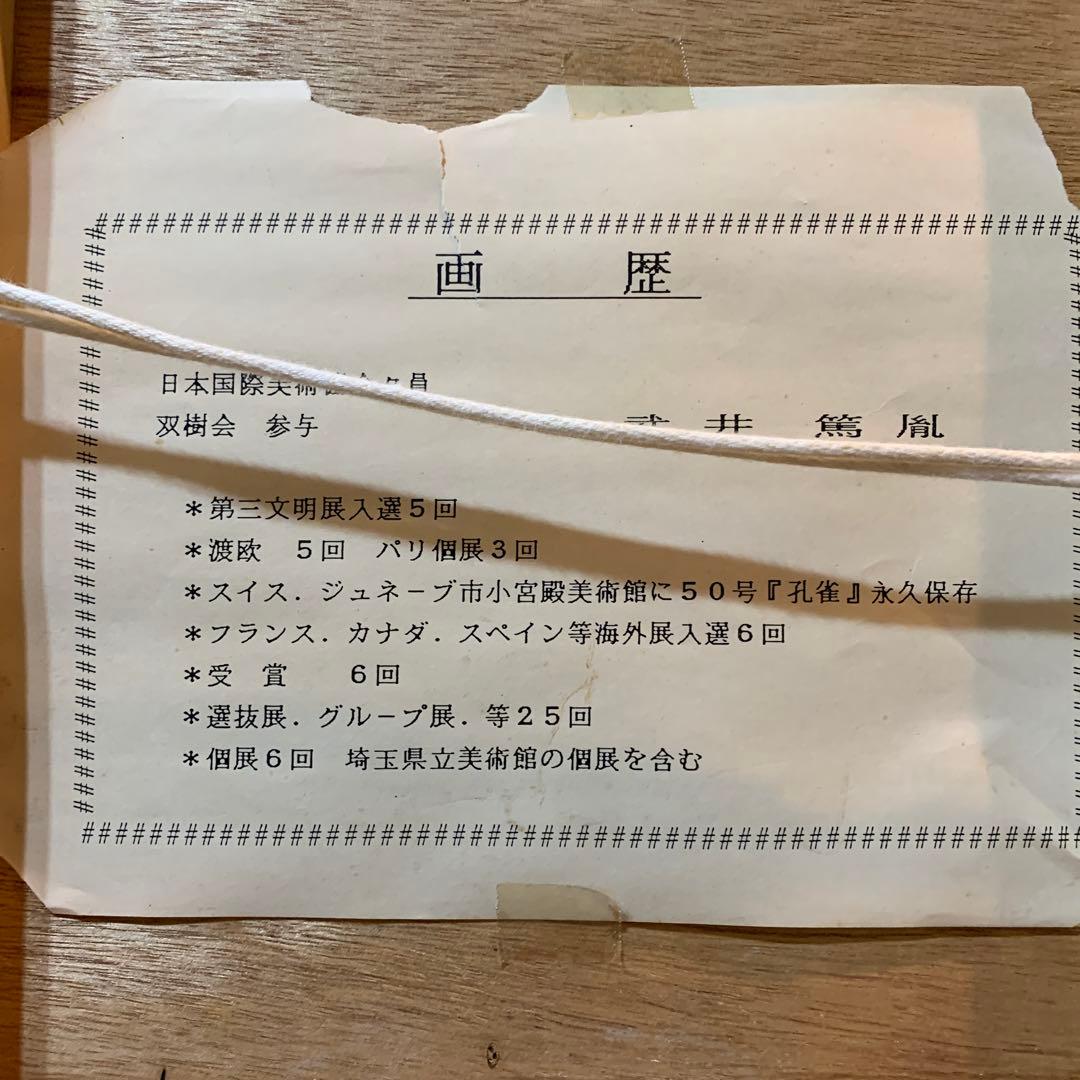 画 歴
日本国際美術 員
双樹会 参与
武 井 篤 胤
＊第三文明展入選５回
＊渡欧 ５回 パリ個展３回
＊スイス．ジュネーブ市小宮殿美術館に５０号『孔雀』永久保存
＊フランス．カナダ．スペイン等海外展入選６回
＊受 賞 ６回
＊選抜展．グループ展．等２５回
＊個展６回 埼玉県立美術館の個展を含む